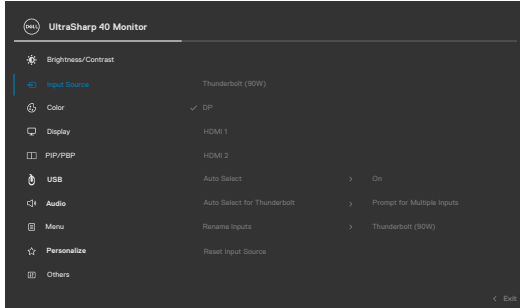 DELL UltraSharp 40 Monitor
Brightness/Contrast
Input Source Thunderbolt (90W)
Color DP
Display HDMI 1
PIP/PBP HDMI 2
USB Auto Select > On
Audio Auto Select for Thunderbolt > Prompt for Multiple Inputs
Menu Rename Inputs > Thunderbolt (90W)
Personalize Reset Input Source
Others
< Exit